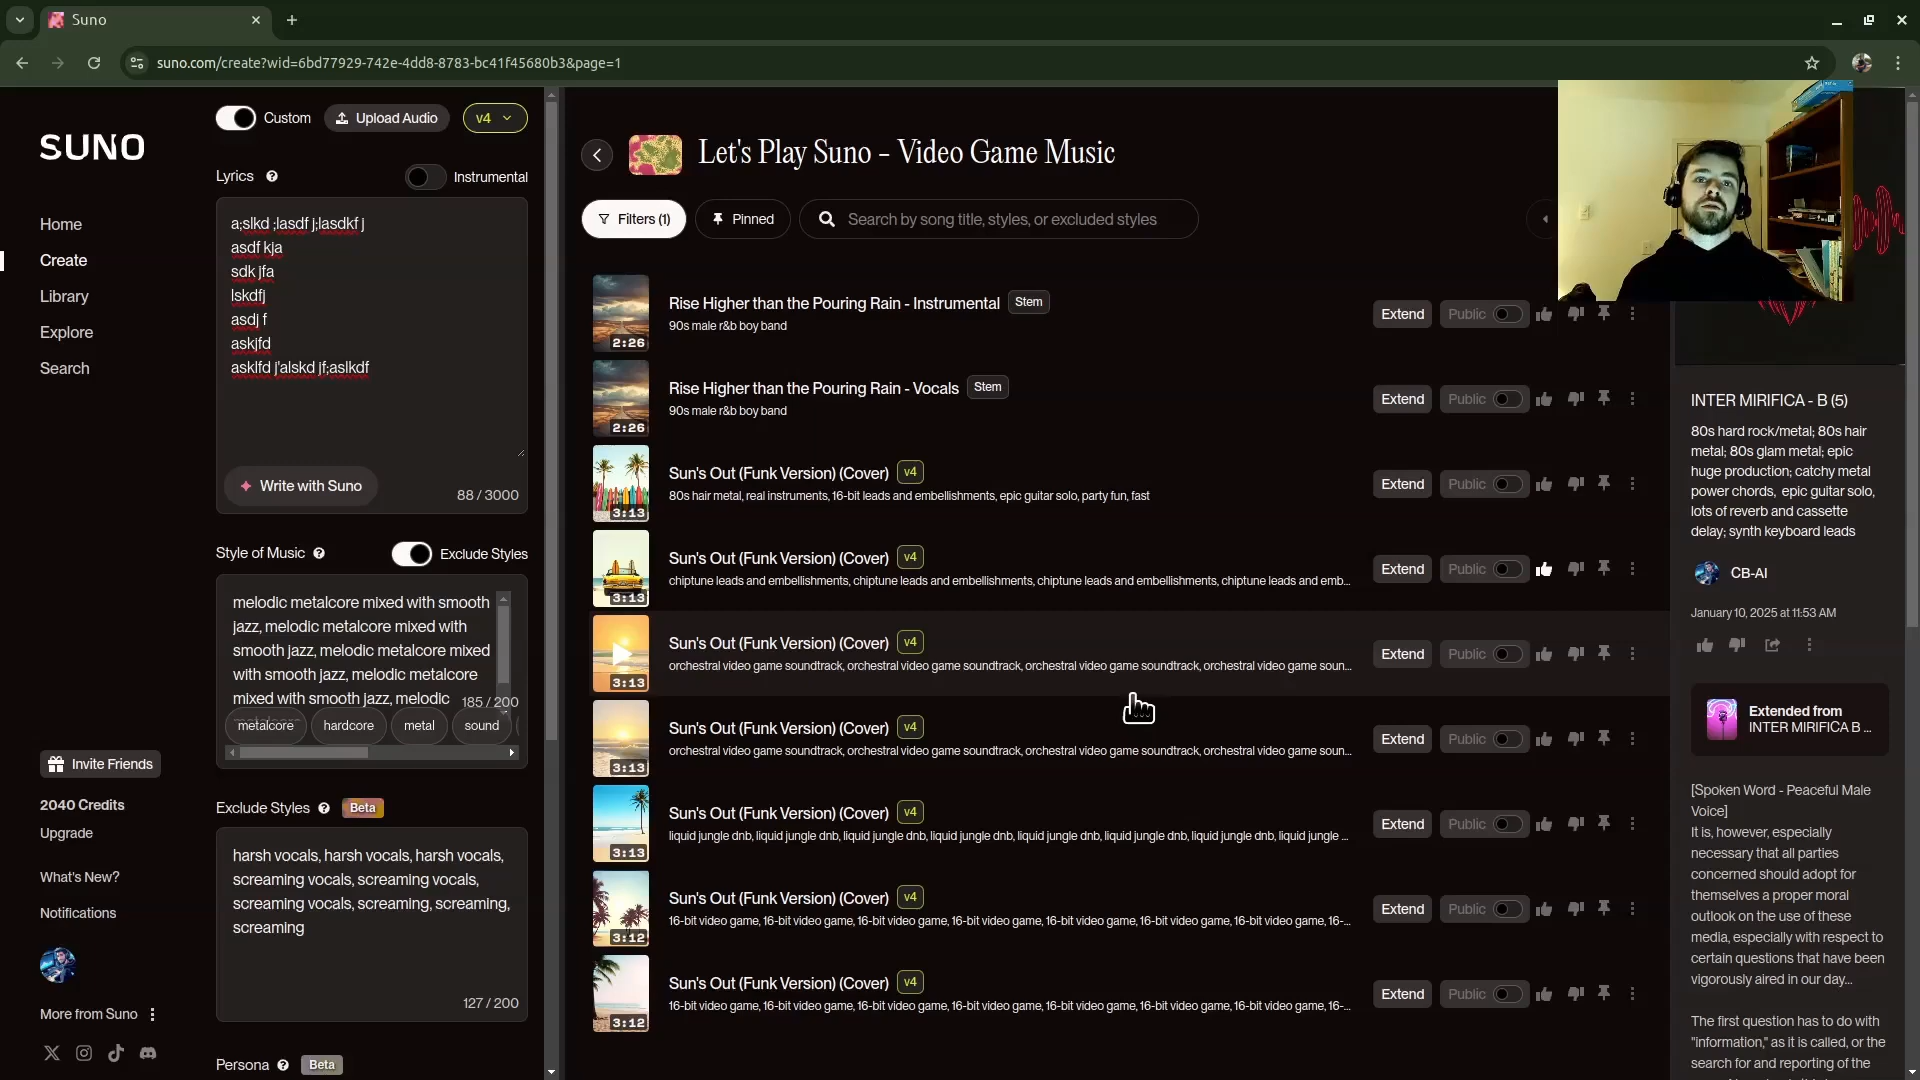 Suno
suno.com/create?wid=6bd77929-742e-4dd8-8783-bc41f45680b3&page=1
SUNO
Home
Create
Library
Explore
Search
Invite Friends
2040 Credits
Upgrade
What's New?
Notifications
More from Suno
Custom
Upload Audio
v4
Lyrics
Instrumental
a;slkd ;lasdf j;lasdkf j
asdf kja
sdk jfa
lskdfj
asdj f
askjfd
asklfd j'alskd jf;aslkdf
Write with Suno
88 / 3000
Style of Music
Exclude Styles
melodic metalcore mixed with smooth
jazz, melodic metalcore mixed with
smooth jazz, melodic metalcore mixed
with smooth jazz, melodic metalcore
mixed with smooth jazz, melodic
185 / 200
metalcore
hardcore
metal
sound
Exclude Styles
Beta
harsh vocals, harsh vocals, harsh vocals,
screaming vocals, screaming vocals,
screaming vocals, screaming, screaming,
screaming
127 / 200
Persona
Beta
Let's Play Suno - Video Game Music
Filters (1)
Pinned
Search by song title, styles, or excluded styles
2:26
Rise Higher than the Pouring Rain - Instrumental
Stem
90s male r&b boy band
Extend
Public
2:26
Rise Higher than the Pouring Rain - Vocals
Stem
90s male r&b boy band
Extend
Public
3:13
Sun's Out (Funk Version) (Cover)
v4
80s hair metal, real instruments, 16-bit leads and embellishments, epic guitar solo, party fun, fast
Extend
Public
3:13
Sun's Out (Funk Version) (Cover)
v4
chiptune leads and embellishments, chiptune leads and embellishments, chiptune leads and embellishments, chiptune leads and emb...
Extend
Public
3:13
Sun's Out (Funk Version) (Cover)
v4
orchestral video game soundtrack, orchestral video game soundtrack, orchestral video game soundtrack, orchestral video game soun...
Extend
Public
3:13
Sun's Out (Funk Version) (Cover)
v4
orchestral video game soundtrack, orchestral video game soundtrack, orchestral video game soundtrack, orchestral video game soun...
Extend
Public
3:13
Sun's Out (Funk Version) (Cover)
v4
liquid jungle dnb, liquid jungle dnb, liquid jungle dnb, liquid jungle dnb, liquid jungle dnb, liquid jungle dnb, liquid jungle dnb, liquid jungle ...
Extend
Public
3:12
Sun's Out (Funk Version) (Cover)
v4
16-bit video game, 16-bit video game, 16-bit video game, 16-bit video game, 16-bit video game, 16-bit video game, 16-bit video game, 16-...
Extend
Public
3:12
Sun's Out (Funk Version) (Cover)
v4
16-bit video game, 16-bit video game, 16-bit video game, 16-bit video game, 16-bit video game, 16-bit video game, 16-bit video game, 16-...
Extend
Public
INTER MIRIFICA - B (5)
80s hard rock/metal; 80s hair
metal; 80s glam metal; epic
huge production; catchy metal
power chords, epic guitar solo,
lots of reverb and cassette
delay; synth keyboard leads
CB-AI
January 10, 2025 at 11:53 AM
Extended from
INTER MIRIFICA B ...
[Spoken Word - Peaceful Male
Voice]
It is, however, especially
necessary that all parties
concerned should adopt for
themselves a proper moral
outlook on the use of these
media, especially with respect to
certain questions that have been
vigorously aired in our day...
The first question has to do with
"information," as it is called, or the
search for and reporting of the